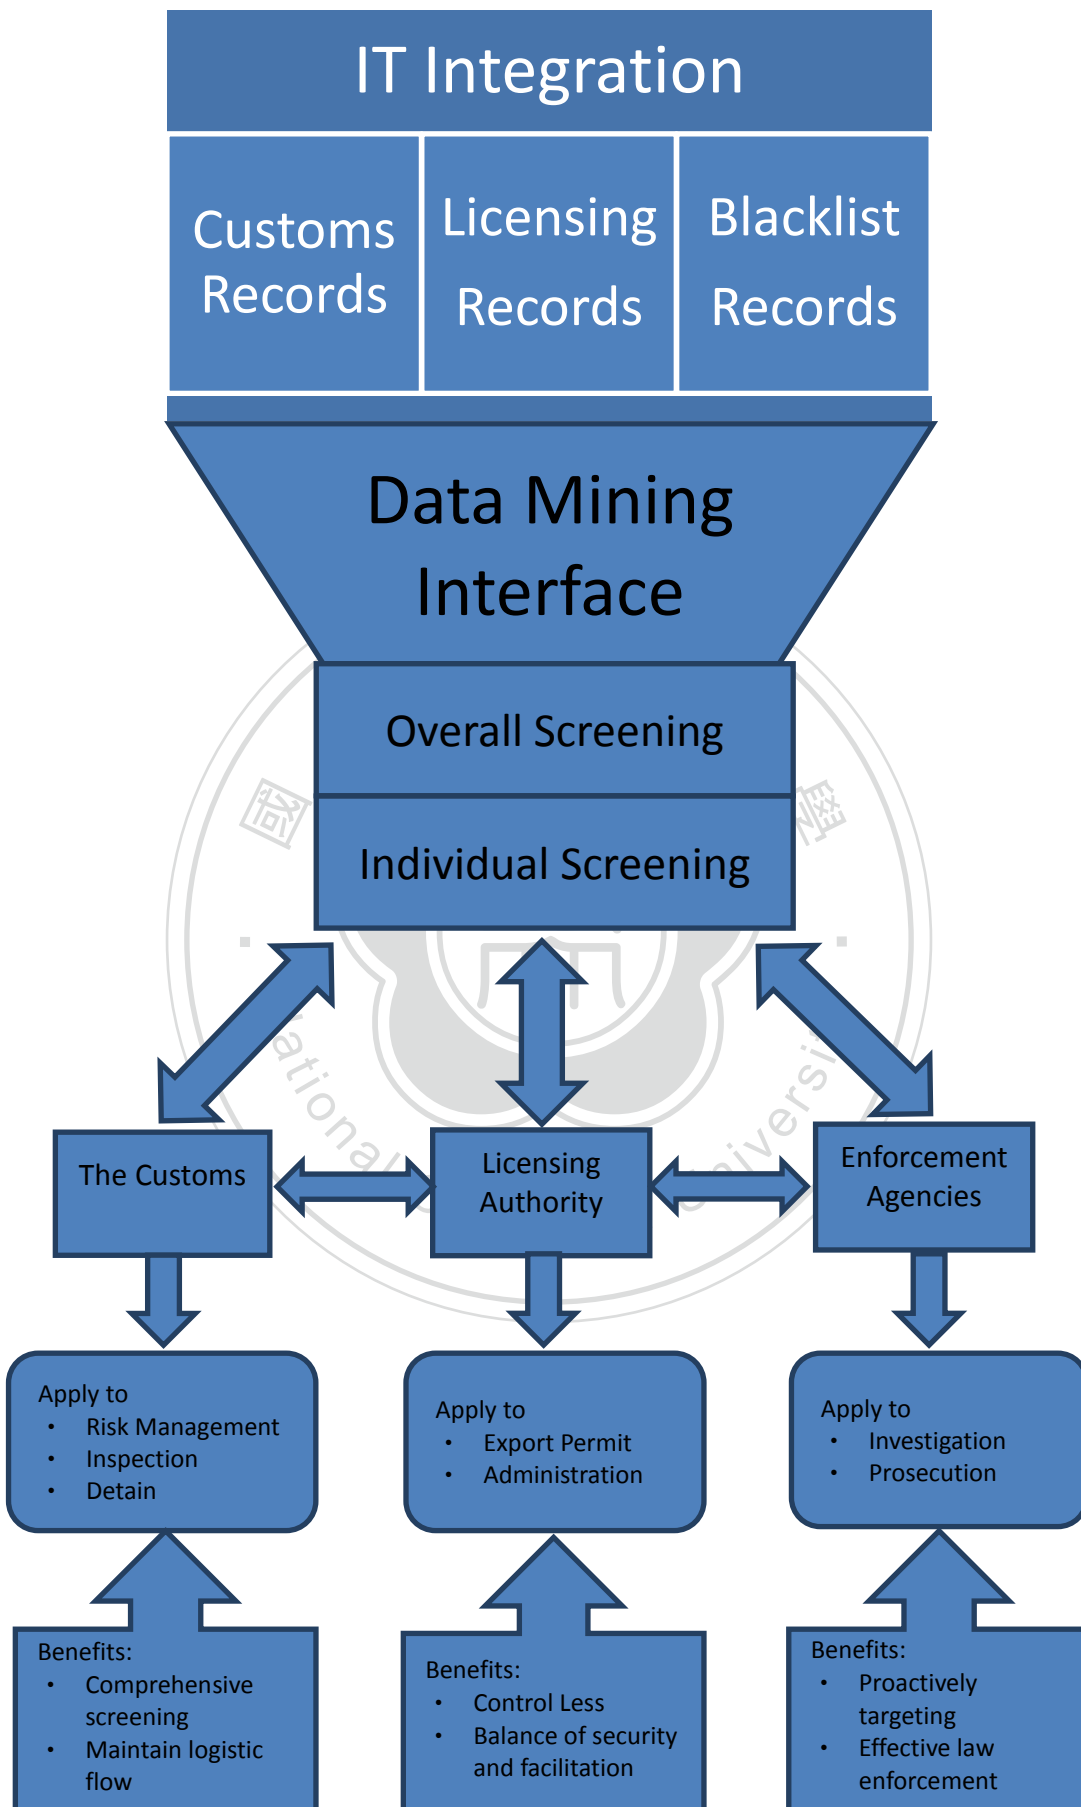 IT Integration
Customs
Records
Licensing
Records
Blacklist
Records
Data Mining
Interface
Overall Screening
Individual Screening
國
學
The Customs
Licensing
Authority
Enforcement
Agencies
Apply to
• Risk Management
• Inspection
• Detain
Apply to
• Export Permit
• Administration
Apply to
• Investigation
• Prosecution
Benefits:
• Comprehensive
screening
• Maintain logistic
flow
Benefits:
• Control Less
• Balance of security
and facilitation
Benefits:
• Proactively
targeting
• Effective law
enforcement